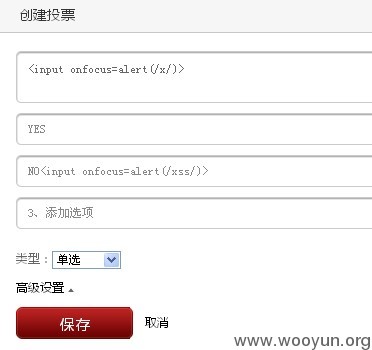 创建投票
<input onfocus=alert(/x/)>
YES
NO<input onfocus=alert(/xss/)>
3、添加选项
类型：单选
高级设置
保存 取消
www.wooyun.org